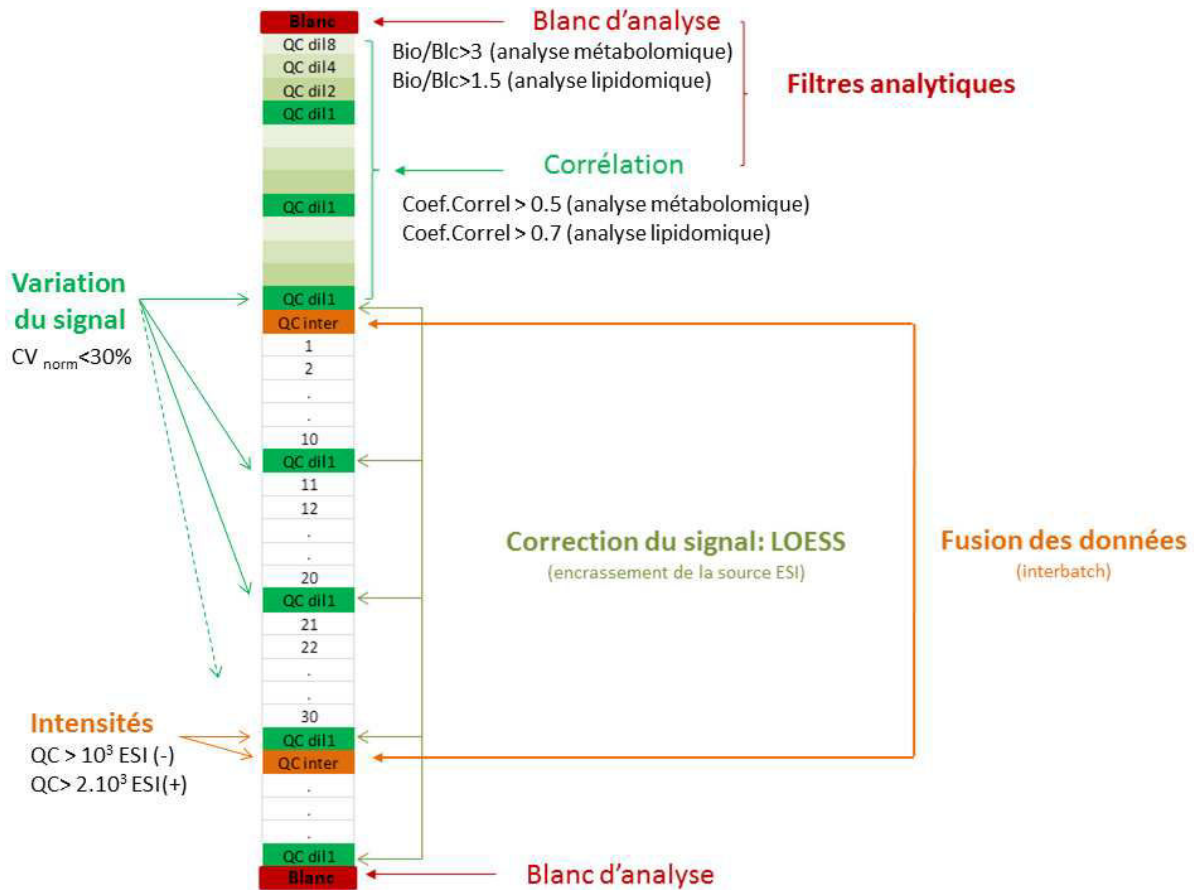 Blanc
QC dil8
QC dil4
QC dil2
QC dil1
QC dil1
QC dil1
QC inter
1
2
.
.
10
QC dil1
11
12
.
.
20
QC dil1
21
22
.
.
30
QC dil1
QC inter
.
.
.
QC dil1
Blanc
Blanc d'analyse
Bio/Blc>3 (analyse métabolomique)
Bio/Blc>1.5 (analyse lipidomique)
Filtres analytiques
Corrélation
Coef.Correl > 0.5 (analyse métabolomique)
Coef.Correl > 0.7 (analyse lipidomique)
Variation
du signal
CV norm<30%
Correction du signal: LOESS
(encrassement de la source ESI)
Fusion des données
(interbatch)
Intensités
QC > 10³ ESI (-)
QC> 2.10³ ESI(+)
Blanc d'analyse